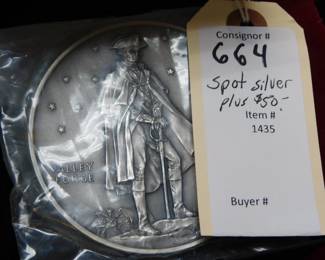 Consignor #
664
spot silver
plus $50.-
Item #
1435
Buyer #
VALLEY
FORGE